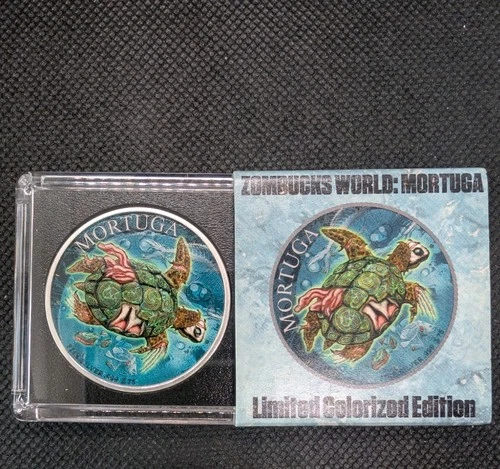 MORTUGA
ZOMBUCKS WORLD: MORTUGA
MORTUGA
Limited Colorized Edition